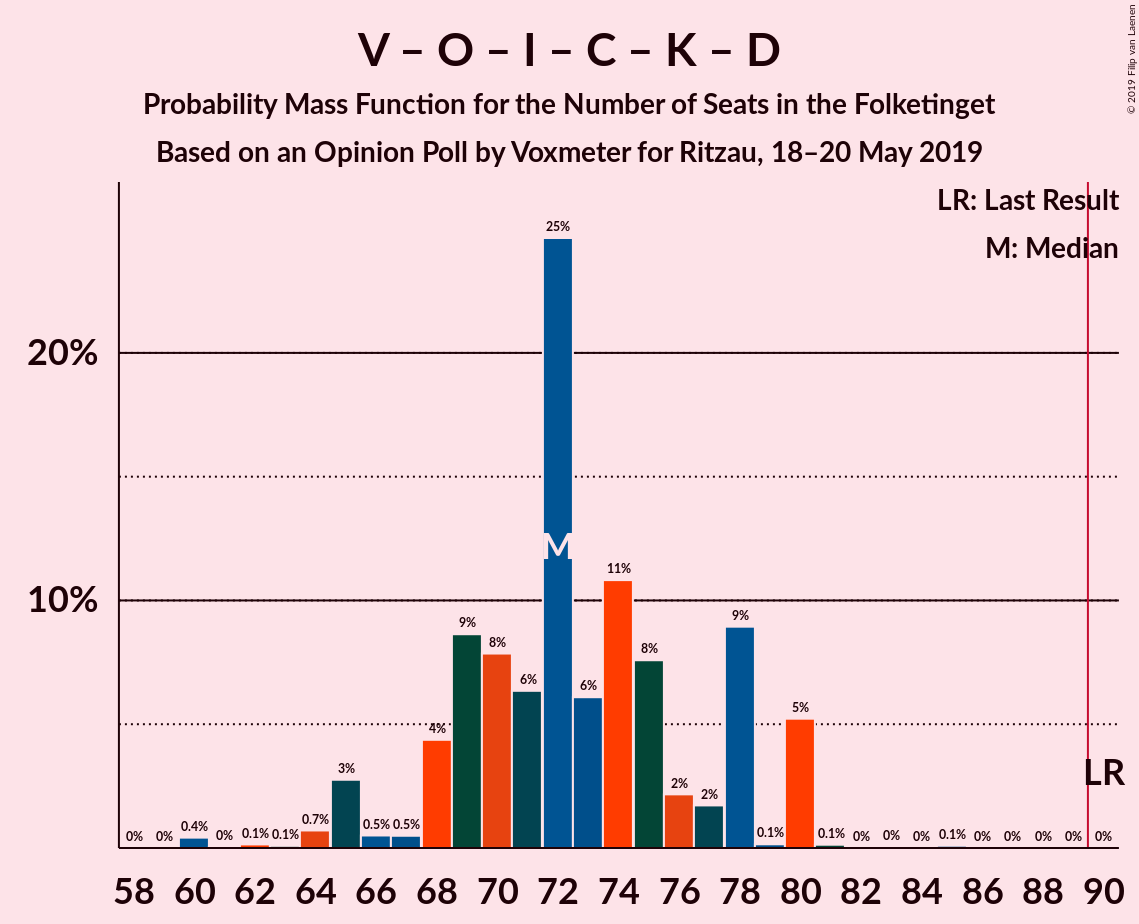 V – O – I – C – K – D
Probability Mass Function for the Number of Seats in the Folketinget
Based on an Opinion Poll by Voxmeter for Ritzau, 18–20 May 2019
© 2019 Filip van Laenen
LR: Last Result
M: Median
25%
20%
11%
10%
9%
9%
8%
8%
6%
6%
5%
4%
3%
2%
2%
0% 0% 0.4% 0% 0.1% 0.1% 0.7% 0.5% 0.5% 0.1% 0.1% 0% 0% 0% 0.1% 0% 0% 0% 0% 0%
M
LR
58 60 62 64 66 68 70 72 74 76 78 80 82 84 86 88 90